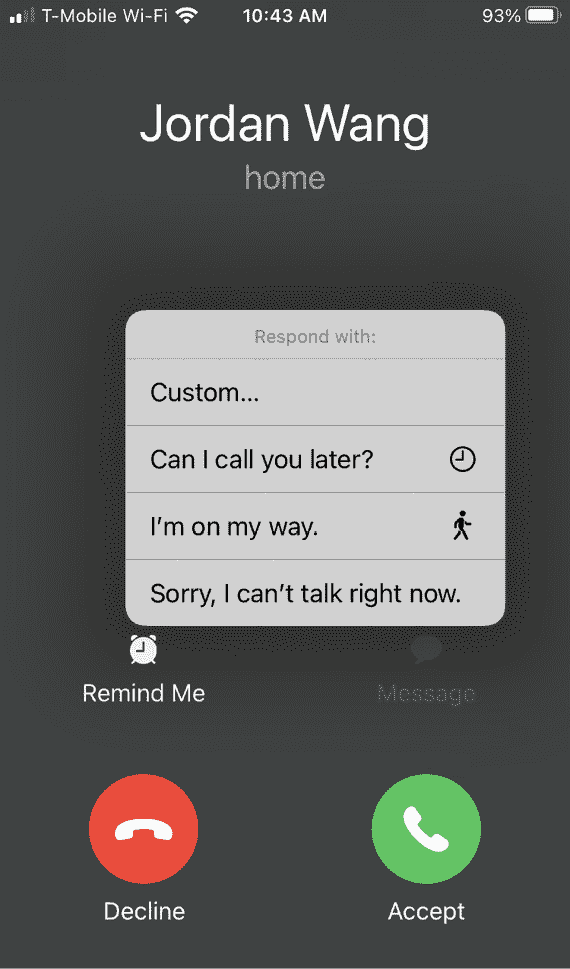 T-Mobile Wi-Fi 10:43 AM 93%
Jordan Wang
home
Respond with:
Custom...
Can I call you later?
I'm on my way.
Sorry, I can't talk right now.
Remind Me Message
Decline Accept